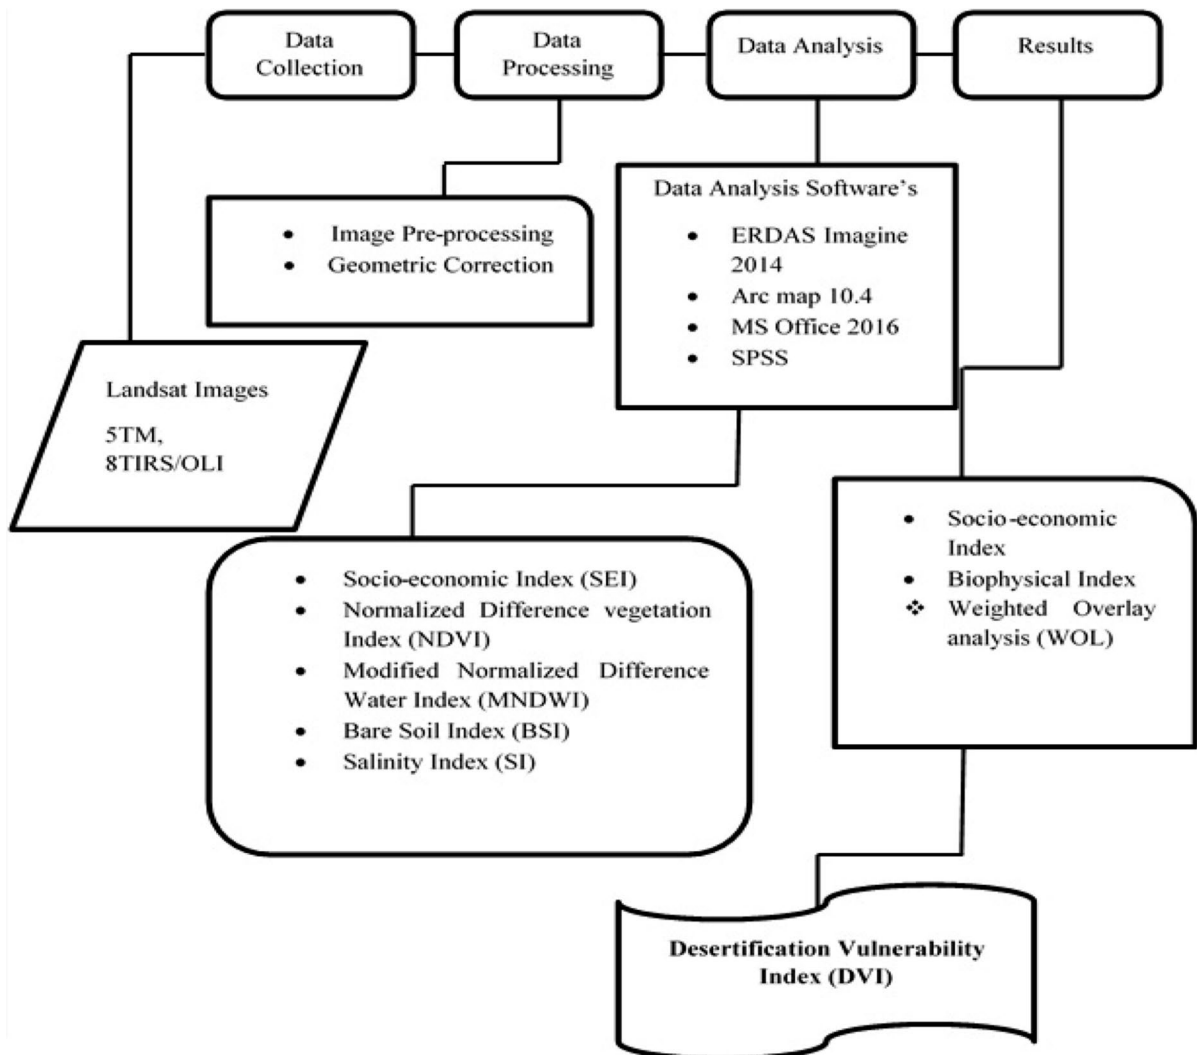 Data
Collection
Data
Processing
Data Analysis
Results
Image Pre-processing
Geometric Correction
Data Analysis Software's
ERDAS Imagine
2014
Arc map 10.4
MS Office 2016
SPSS
Landsat Images
5TM,
8TIRS/OLI
Socio-economic
Index
Biophysical Index
Weighted Overlay
analysis (WOL)
Socio-economic Index (SEI)
Normalized Difference vegetation
Index (NDVI)
Modified Normalized Difference
Water Index (MNDWI)
Bare Soil Index (BSI)
Salinity Index (SI)
Desertification Vulnerability
Index (DVI)